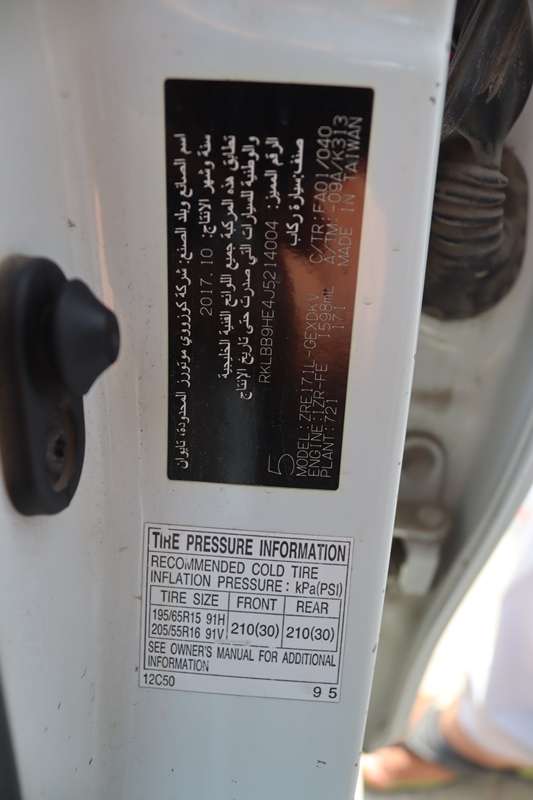 اسم الصانع وبلد الصنع: شركة كوزوروي موتورز المحدودة، تايوان
سنة وشهر الإنتاج: 2017.10
تطابق هذه المركبة جميع اللوائح الفنية الخليجية
والوطنية للسيارات التي صدرت حتى تاريخ الإنتاج
الرقم المميز: RKLBB9HE4J5214004
صنف: سيارة ركاب
5
MODEL:ZRE171L-GEXDKV C/TR:FA01/040
ENGINE:1ZR-FE 1598mL A/TM:-09A/K313
PLANT:721 171 MADE IN TAIWAN
TIRE PRESSURE INFORMATION
RECOMMENDED COLD TIRE
INFLATION PRESSURE : kPa(PSI)
TIRE SIZE FRONT REAR
195/65R15 91H
205/55R16 91V
210(30) 210(30)
SEE OWNER'S MANUAL FOR ADDITIONAL
INFORMATION
12C50 9 5